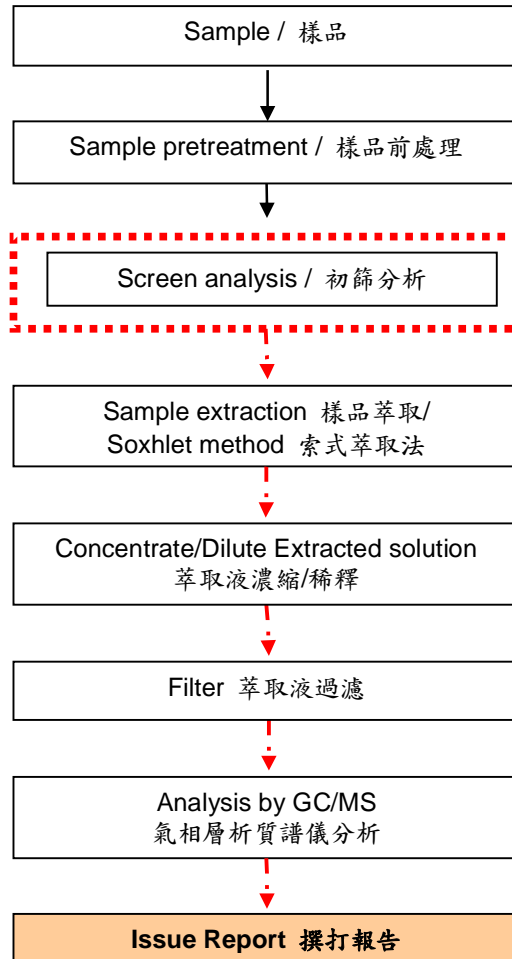 Sample / 樣品
Sample pretreatment / 樣品前處理
Screen analysis / 初篩分析
Sample extraction 樣品萃取/
Soxhlet method 索式萃取法
Concentrate/Dilute Extracted solution
萃取液濃縮/稀釋
Filter 萃取液過濾
Analysis by GC/MS
氣相層析質譜儀分析
Issue Report 撰打報告